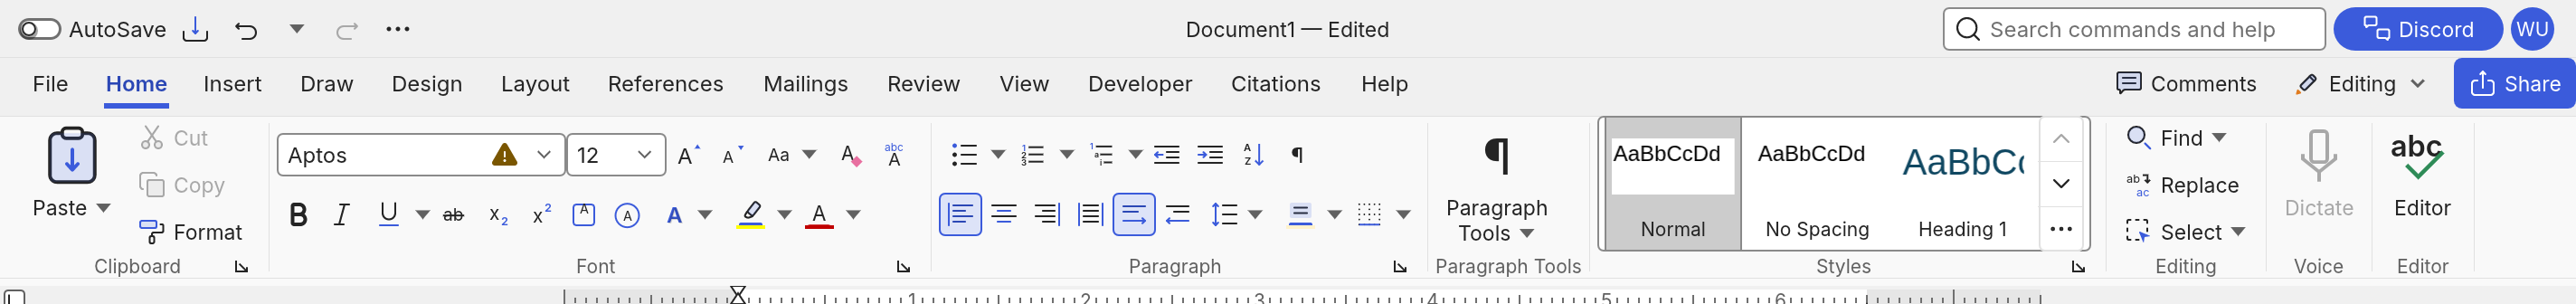 AutoSave
Document1 — Edited
Search commands and help
Discord
WU
File Home Insert Draw Design Layout References Mailings Review View Developer Citations Help
Comments Editing Share
Paste
Cut
Copy
Format
Clipboard
Aptos
12
Aa
Font
Paragraph
Paragraph Tools
Paragraph Tools
AaBbCcDd
Normal
AaBbCcDd
No Spacing
AaBbCc
Heading 1
Styles
Find
Replace
Select
Editing
Dictate
Voice
abc
Editor
Editor
1 2 3 4 5 6